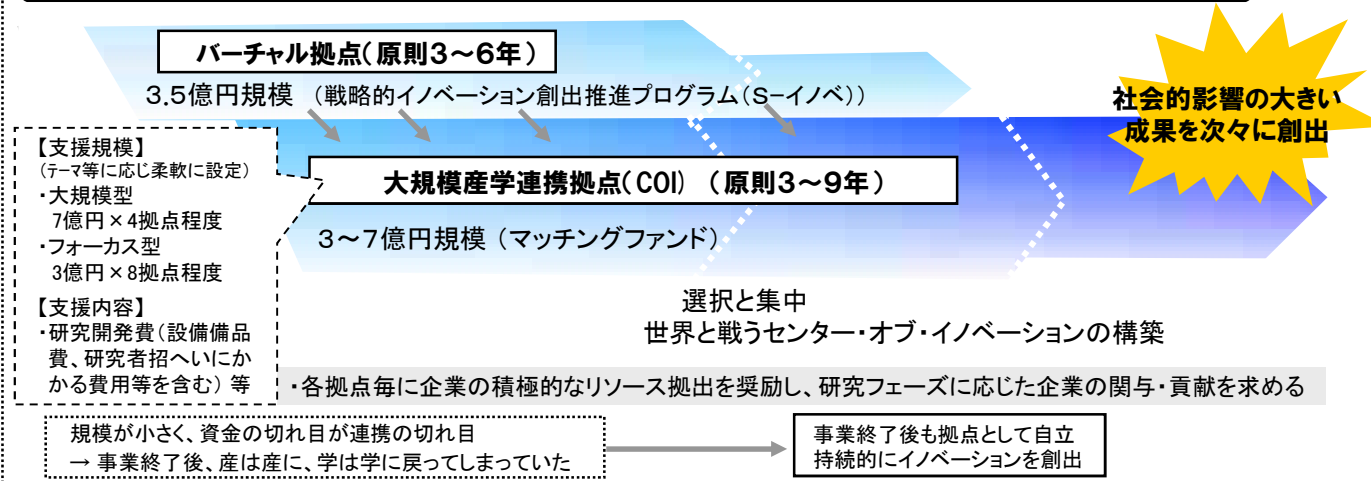 バーチャル拠点(原則3～6年)
3.5億円規模 (戦略的イノベーション創出推進プログラム(S-イノベ))
社会的影響の大きい
成果を次々に創出
【支援規模】
(テーマ等に応じ柔軟に設定)
・大規模型
7億円×4拠点程度
・フォーカス型
3億円×8拠点程度
【支援内容】
・研究開発費(設備備品
費、研究者招へいにか
かる費用等を含む) 等
大規模産学連携拠点(COI) (原則3～9年)
3～7億円規模 (マッチングファンド)
選択と集中
世界と戦うセンター・オブ・イノベーションの構築
・各拠点毎に企業の積極的なリソース拠出を奨励し、研究フェーズに応じた企業の関与・貢献を求める
規模が小さく、資金の切れ目が連携の切れ目
→ 事業終了後、産は産に、学は学に戻ってしまっていた
事業終了後も拠点として自立
持続的にイノベーションを創出